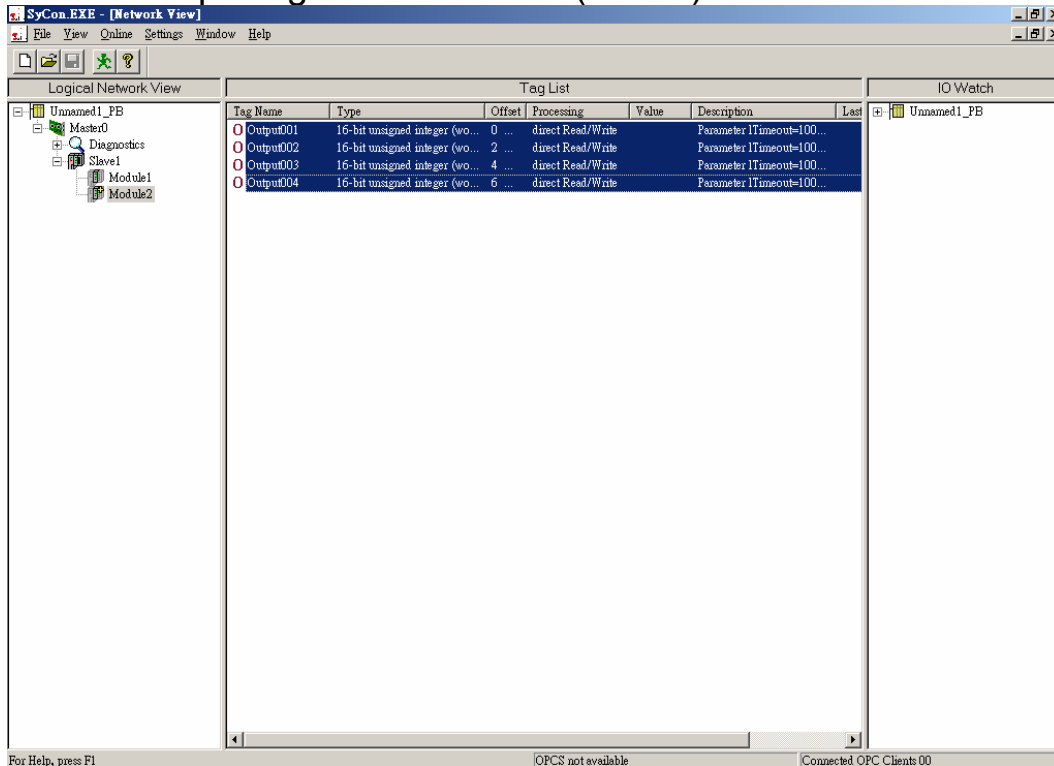 SyCon.EXE - [Network View]
File View Online Settings Window Help
Logical Network View
Tag List
IO Watch
Unnamed1_PB
Master0
Diagnostics
Slave1
Module1
Module2
Tag Name Type Offset Processing Value Description Last
Output001 16-bit unsigned integer (wo... 0 ... direct Read/Write Parameter lTimeout=100...
Output002 16-bit unsigned integer (wo... 2 ... direct Read/Write Parameter lTimeout=100...
Output003 16-bit unsigned integer (wo... 4 ... direct Read/Write Parameter lTimeout=100...
Output004 16-bit unsigned integer (wo... 6 ... direct Read/Write Parameter lTimeout=100...
Unnamed1_PB
For Help, press F1 OPCS not available Connected OPC Clients 00